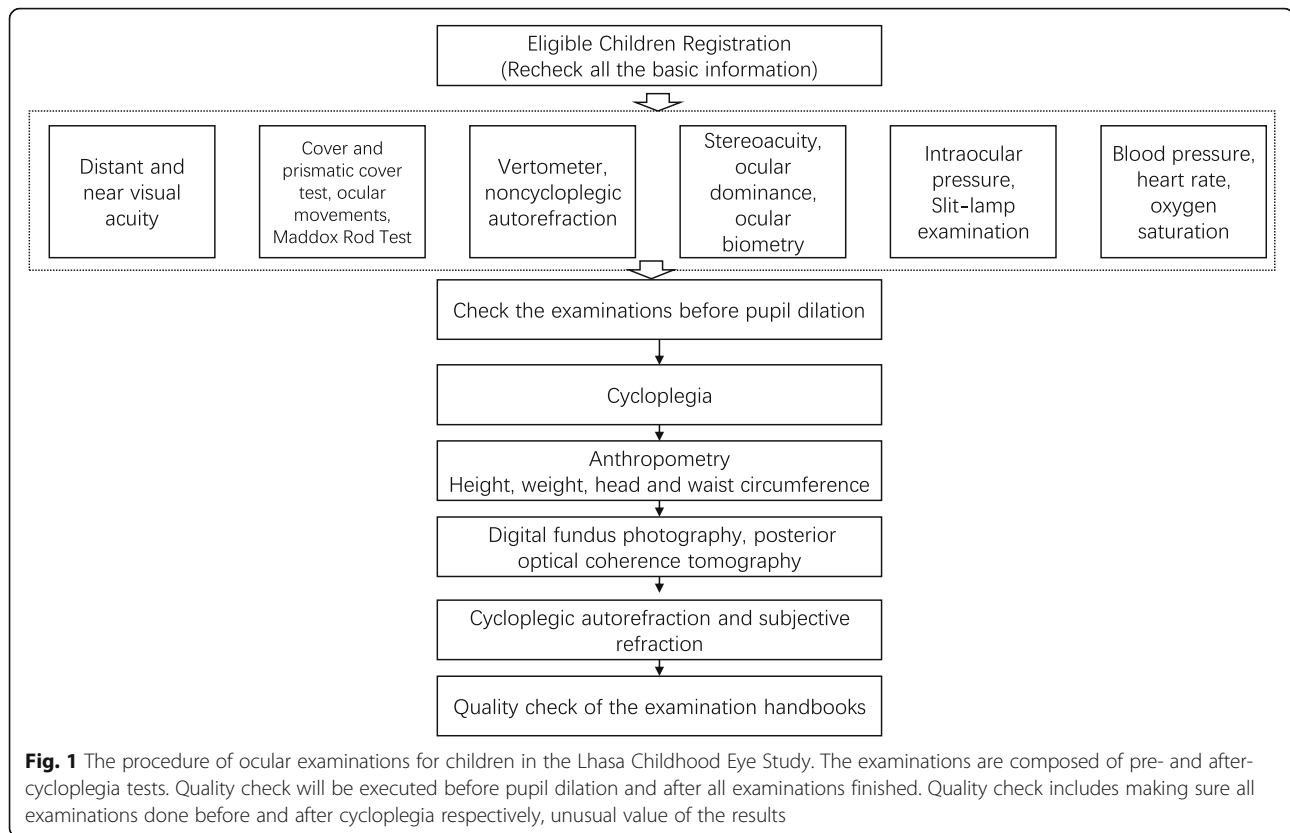 Eligible Children Registration
(Recheck all the basic information)
Distant and
near visual
acuity
Cover and
prismatic cover
test, ocular
movements,
Maddox Rod Test
Vertometer,
noncycloplegic
autorefraction
Stereoacuity,
ocular
dominance,
ocular
biometry
Intraocular
pressure,
Slit-lamp
examination
Blood pressure,
heart rate,
oxygen
saturation
Check the examinations before pupil dilation
Cycloplegia
Anthropometry
Height, weight, head and waist circumference
Digital fundus photography, posterior
optical coherence tomography
Cycloplegic autorefraction and subjective
refraction
Quality check of the examination handbooks
Fig. 1 The procedure of ocular examinations for children in the Lhasa Childhood Eye Study. The examinations are composed of pre- and after-
cycloplegia tests. Quality check will be executed before pupil dilation and after all examinations finished. Quality check includes making sure all
examinations done before and after cycloplegia respectively, unusual value of the results